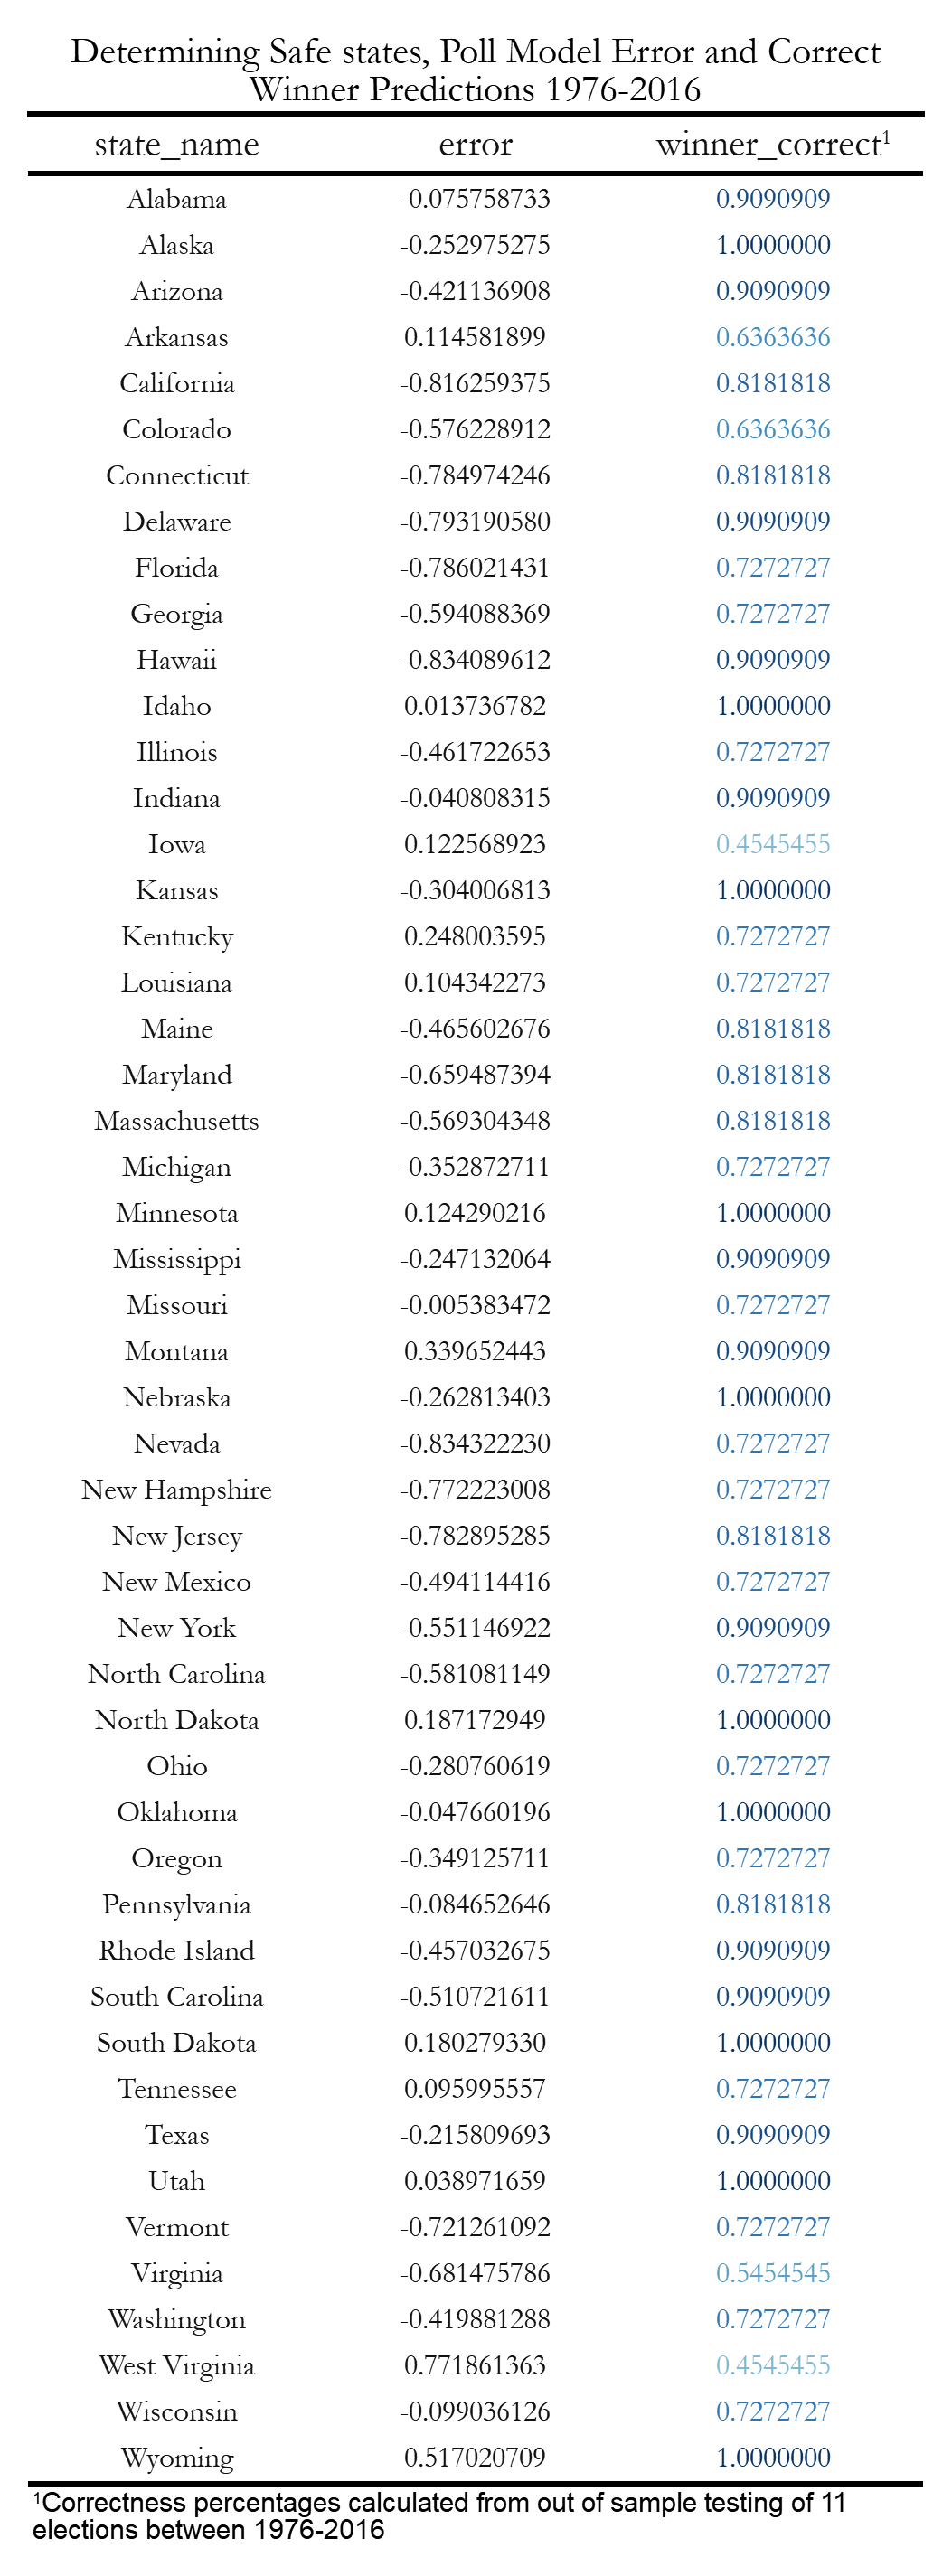 Determining Safe states, Poll Model Error and Correct
Winner Predictions 1976-2016
state_name error winner_correct¹
Alabama -0.075758733 0.9090909
Alaska -0.252975275 1.0000000
Arizona -0.421136908 0.9090909
Arkansas 0.114581899 0.6363636
California -0.816259375 0.8181818
Colorado -0.576228912 0.6363636
Connecticut -0.784974246 0.8181818
Delaware -0.793190580 0.9090909
Florida -0.786021431 0.7272727
Georgia -0.594088369 0.7272727
Hawaii -0.834089612 0.9090909
Idaho 0.013736782 1.0000000
Illinois -0.461722653 0.7272727
Indiana -0.040808315 0.9090909
Iowa 0.122568923 0.4545455
Kansas -0.304006813 1.0000000
Kentucky 0.248003595 0.7272727
Louisiana 0.104342273 0.7272727
Maine -0.465602676 0.8181818
Maryland -0.659487394 0.8181818
Massachusetts -0.569304348 0.8181818
Michigan -0.352872711 0.7272727
Minnesota 0.124290216 1.0000000
Mississippi -0.247132064 0.9090909
Missouri -0.005383472 0.7272727
Montana 0.339652443 0.9090909
Nebraska -0.262813403 1.0000000
Nevada -0.834322230 0.7272727
New Hampshire -0.772223008 0.7272727
New Jersey -0.782895285 0.8181818
New Mexico -0.494114416 0.7272727
New York -0.551146922 0.9090909
North Carolina -0.581081149 0.7272727
North Dakota 0.187172949 1.0000000
Ohio -0.280760619 0.7272727
Oklahoma -0.047660196 1.0000000
Oregon -0.349125711 0.7272727
Pennsylvania -0.084652646 0.8181818
Rhode Island -0.457032675 0.9090909
South Carolina -0.510721611 0.9090909
South Dakota 0.180279330 1.0000000
Tennessee 0.095995557 0.7272727
Texas -0.215809693 0.9090909
Utah 0.038971659 1.0000000
Vermont -0.721261092 0.7272727
Virginia -0.681475786 0.5454545
Washington -0.419881288 0.7272727
West Virginia 0.771861363 0.4545455
Wisconsin -0.099036126 0.7272727
Wyoming 0.517020709 1.0000000
¹Correctness percentages calculated from out of sample testing of 11
elections between 1976-2016